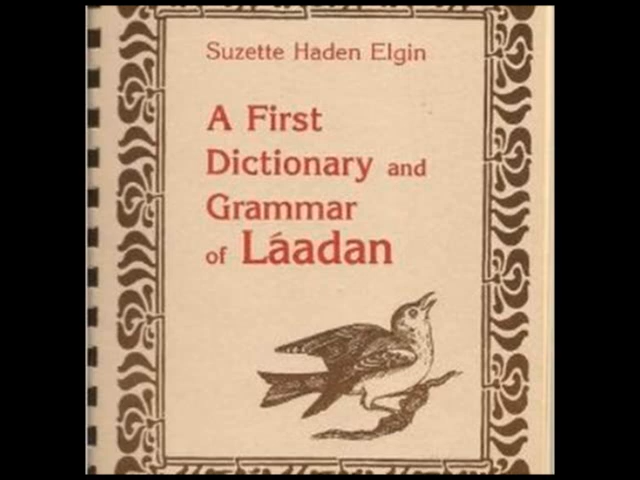 Suzette Haden Elgin
A First
Dictionary and
Grammar
of Láadan